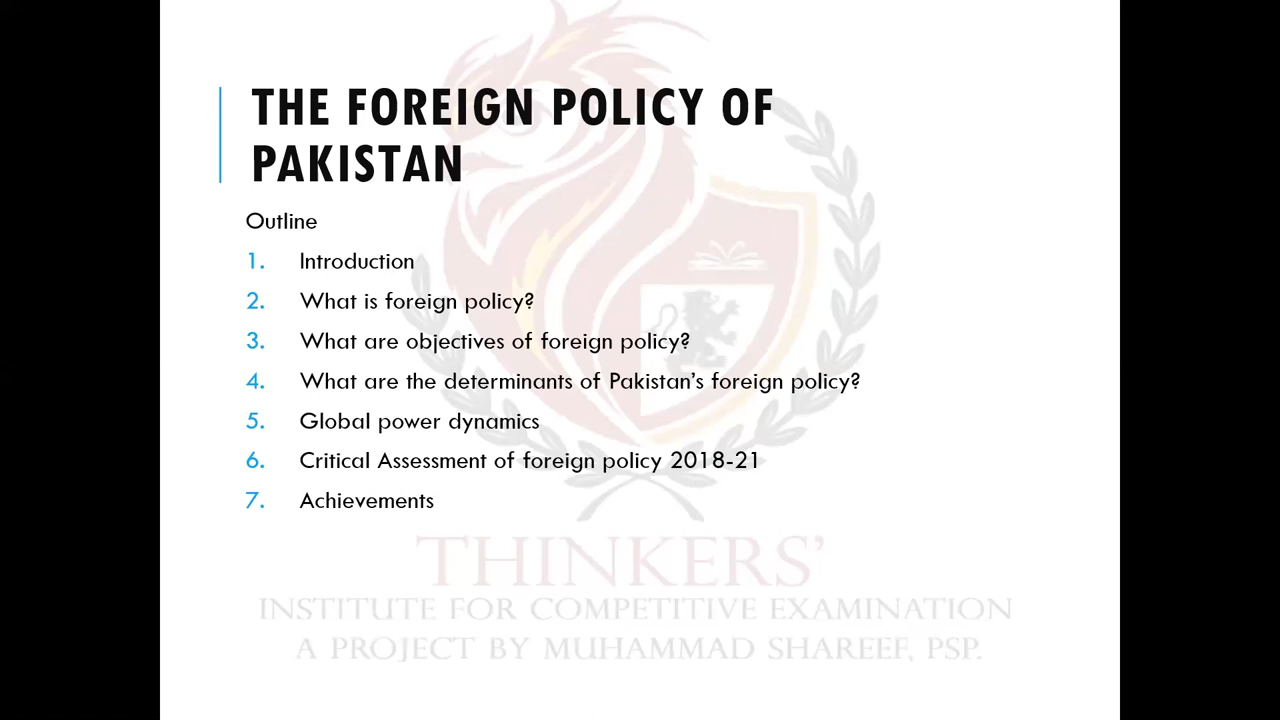 THE FOREIGN POLICY OF
PAKISTAN
Outline
1. Introduction
2. What is foreign policy?
3. What are objectives of foreign policy?
4. What are the determinants of Pakistan's foreign policy?
5. Global power dynamics
6. Critical Assessment of foreign policy 2018-21
7. Achievements
THINKERS'
INSTITUTE FOR COMPETITIVE EXAMINATION
A PROJECT BY MUHAMMAD SHAREEF, PSP.